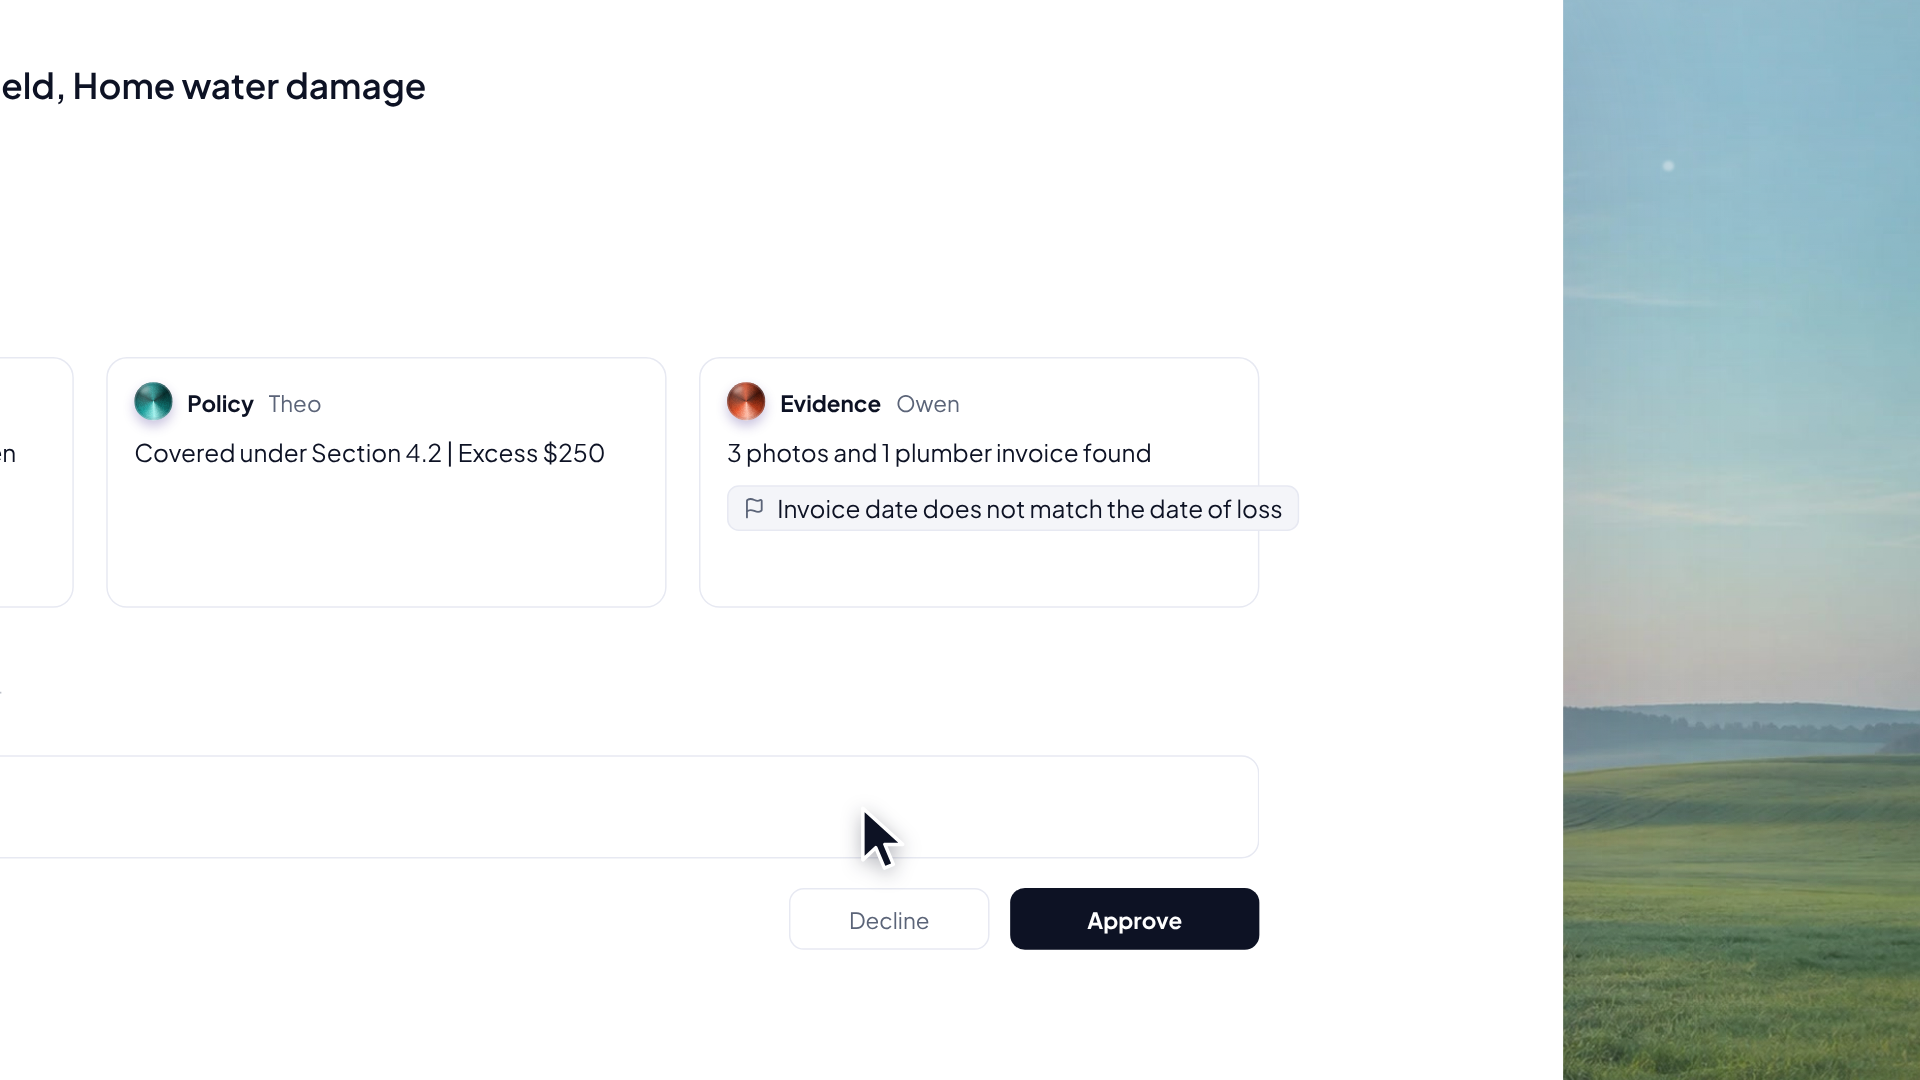 eld, Home water damage
en
Policy Theo
Covered under Section 4.2 | Excess $250
Evidence Owen
3 photos and 1 plumber invoice found
Invoice date does not match the date of loss
Decline
Approve